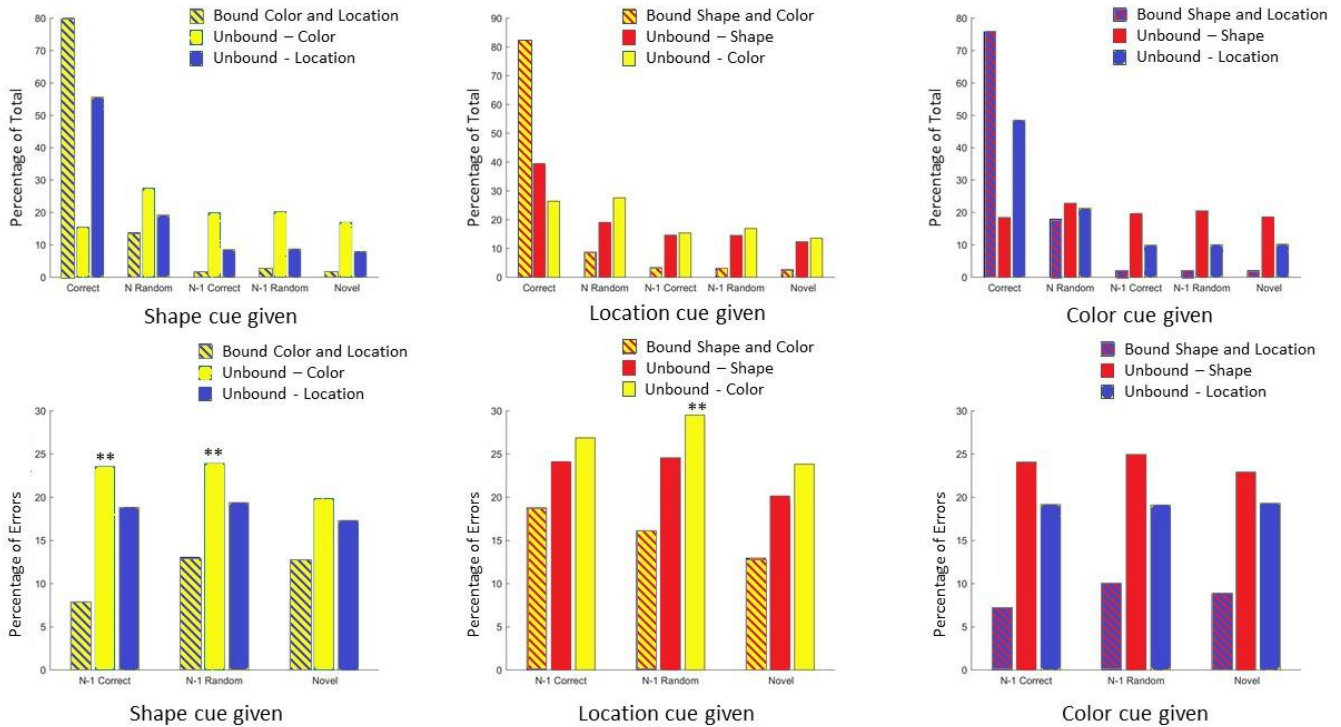 Bound Color and Location
Unbound – Color
Unbound - Location
Percentage of Total
80
70
60
50
40
30
20
10
0
Correct
N Random
N-1 Correct
N-1 Random
Novel
Shape cue given
Bound Shape and Color
Unbound – Shape
Unbound - Color
Percentage of Total
90
80
70
60
50
40
30
20
10
0
Correct
N Random
N-1 Correct
N-1 Random
Novel
Location cue given
Bound Shape and Location
Unbound – Shape
Unbound - Location
Percentage of Total
80
70
60
50
40
30
20
10
0
Correct
N Random
N-1 Correct
N-1 Random
Novel
Color cue given
Bound Color and Location
Unbound – Color
Unbound - Location
Percentage of Errors
30
25
20
15
10
5
0
**
**
N-1 Correct
N-1 Random
Novel
Shape cue given
Bound Shape and Color
Unbound – Shape
Unbound - Color
Percentage of Errors
30
25
20
15
10
5
0
**
N-1 Correct
N-1 Random
Novel
Location cue given
Bound Shape and Location
Unbound – Shape
Unbound - Location
Percentage of Errors
30
25
20
15
10
5
0
N-1 Correct
N-1 Random
Novel
Color cue given